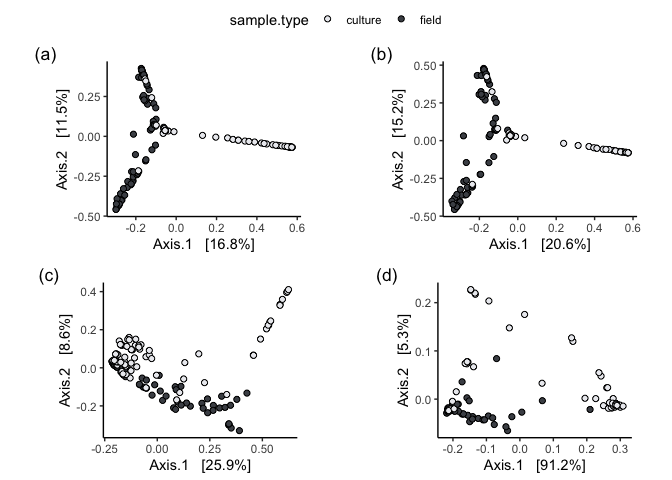 sample.type culture field
(a)
0.25
0.00
-0.25
-0.50
Axis.2 [11.5%]
-0.2 0.0 0.2 0.4 0.6
Axis.1 [16.8%]
(b)
0.50
0.25
0.00
-0.25
-0.50
Axis.2 [15.2%]
-0.2 0.0 0.2 0.4 0.6
Axis.1 [20.6%]
(c)
0.4
0.2
0.0
-0.2
Axis.2 [8.6%]
-0.25 0.00 0.25 0.50
Axis.1 [25.9%]
(d)
0.2
0.1
0.0
Axis.2 [5.3%]
-0.2 -0.1 0.0 0.1 0.2 0.3
Axis.1 [91.2%]